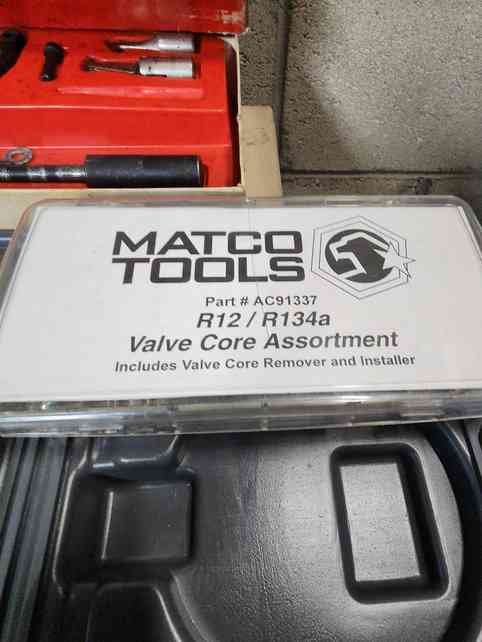 MATCO
TOOLS
Part # AC91337
R12 / R134a
Valve Core Assortment
Includes Valve Core Remover and Installer